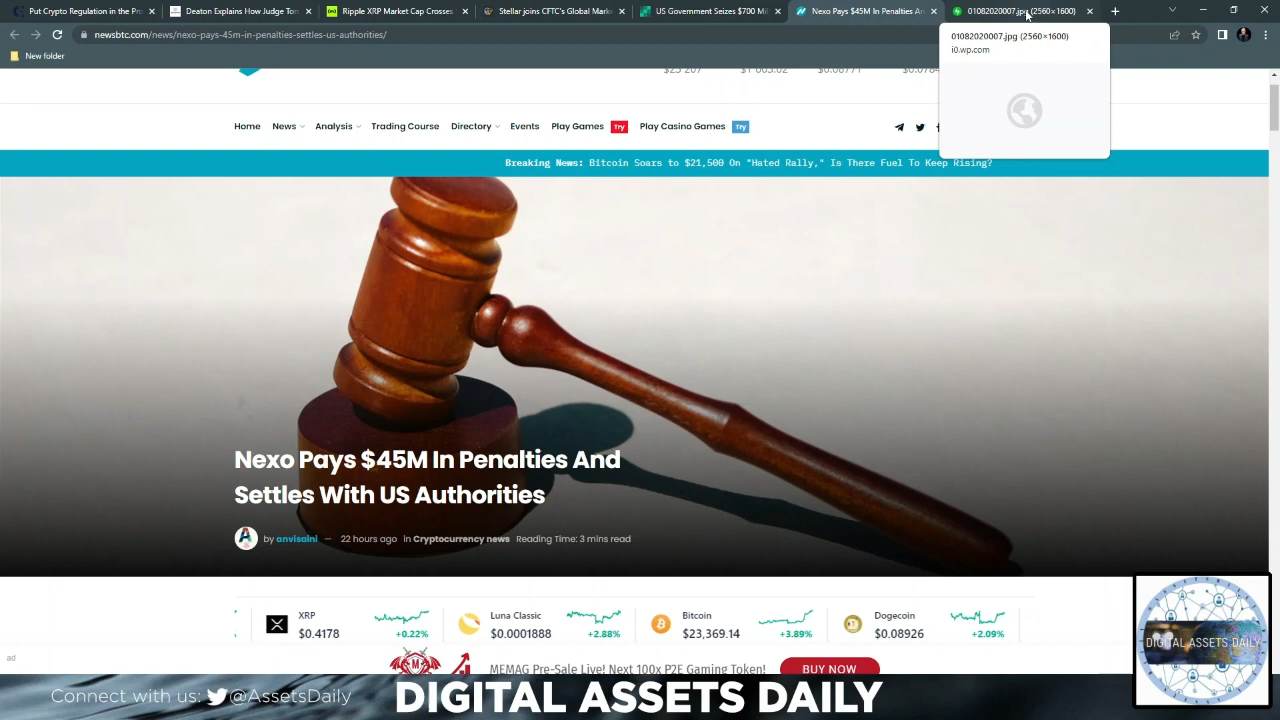 Put Crypto Regulation in the Pro
Deaton Explains How Judge Torr
Ripple XRP Market Cap Crosses
Stellar joins CFTC's Global Marke
US Government Seizes $700 Mil
Nexo Pays $45M In Penalties An
01082020007.jpg (2560×1600)
newsbtc.com/news/nexo-pays-45m-in-penalties-settles-us-authorities/
01082020007.jpg (2560×1600)
i0.wp.com
New folder
Home News Analysis Trading Course Directory Events Play Games Try Play Casino Games Try
Breaking News: Bitcoin Soars to $21,500 On "Hated Rally," Is There Fuel To Keep Rising?
Nexo Pays $45M In Penalties And
Settles With US Authorities
by anvisaini — 22 hours ago in Cryptocurrency news Reading Time: 3 mins read
XRP
$0.4178 +0.22%
Luna Classic
$0.0001888 +2.88%
Bitcoin
$23,369.14 +3.89%
Dogecoin
$0.08926 +2.09%
ad
MEMAG Pre-Sale Live! Next 100x P2E Gaming Token! BUY NOW
DIGITAL ASSETS DAILY
Connect with us: @AssetsDaily
DIGITAL ASSETS DAILY